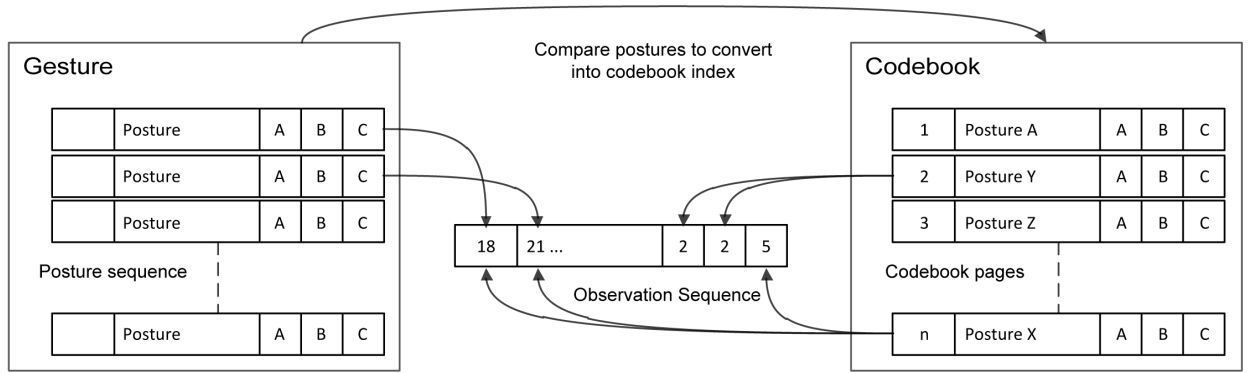 Gesture
Posture A B C
Posture A B C
Posture A B C
Posture sequence
Posture A B C
Compare postures to convert
into codebook index
18 21 ... 2 2 5
Observation Sequence
Codebook
1 Posture A A B C
2 Posture Y A B C
3 Posture Z A B C
Codebook pages
n Posture X A B C